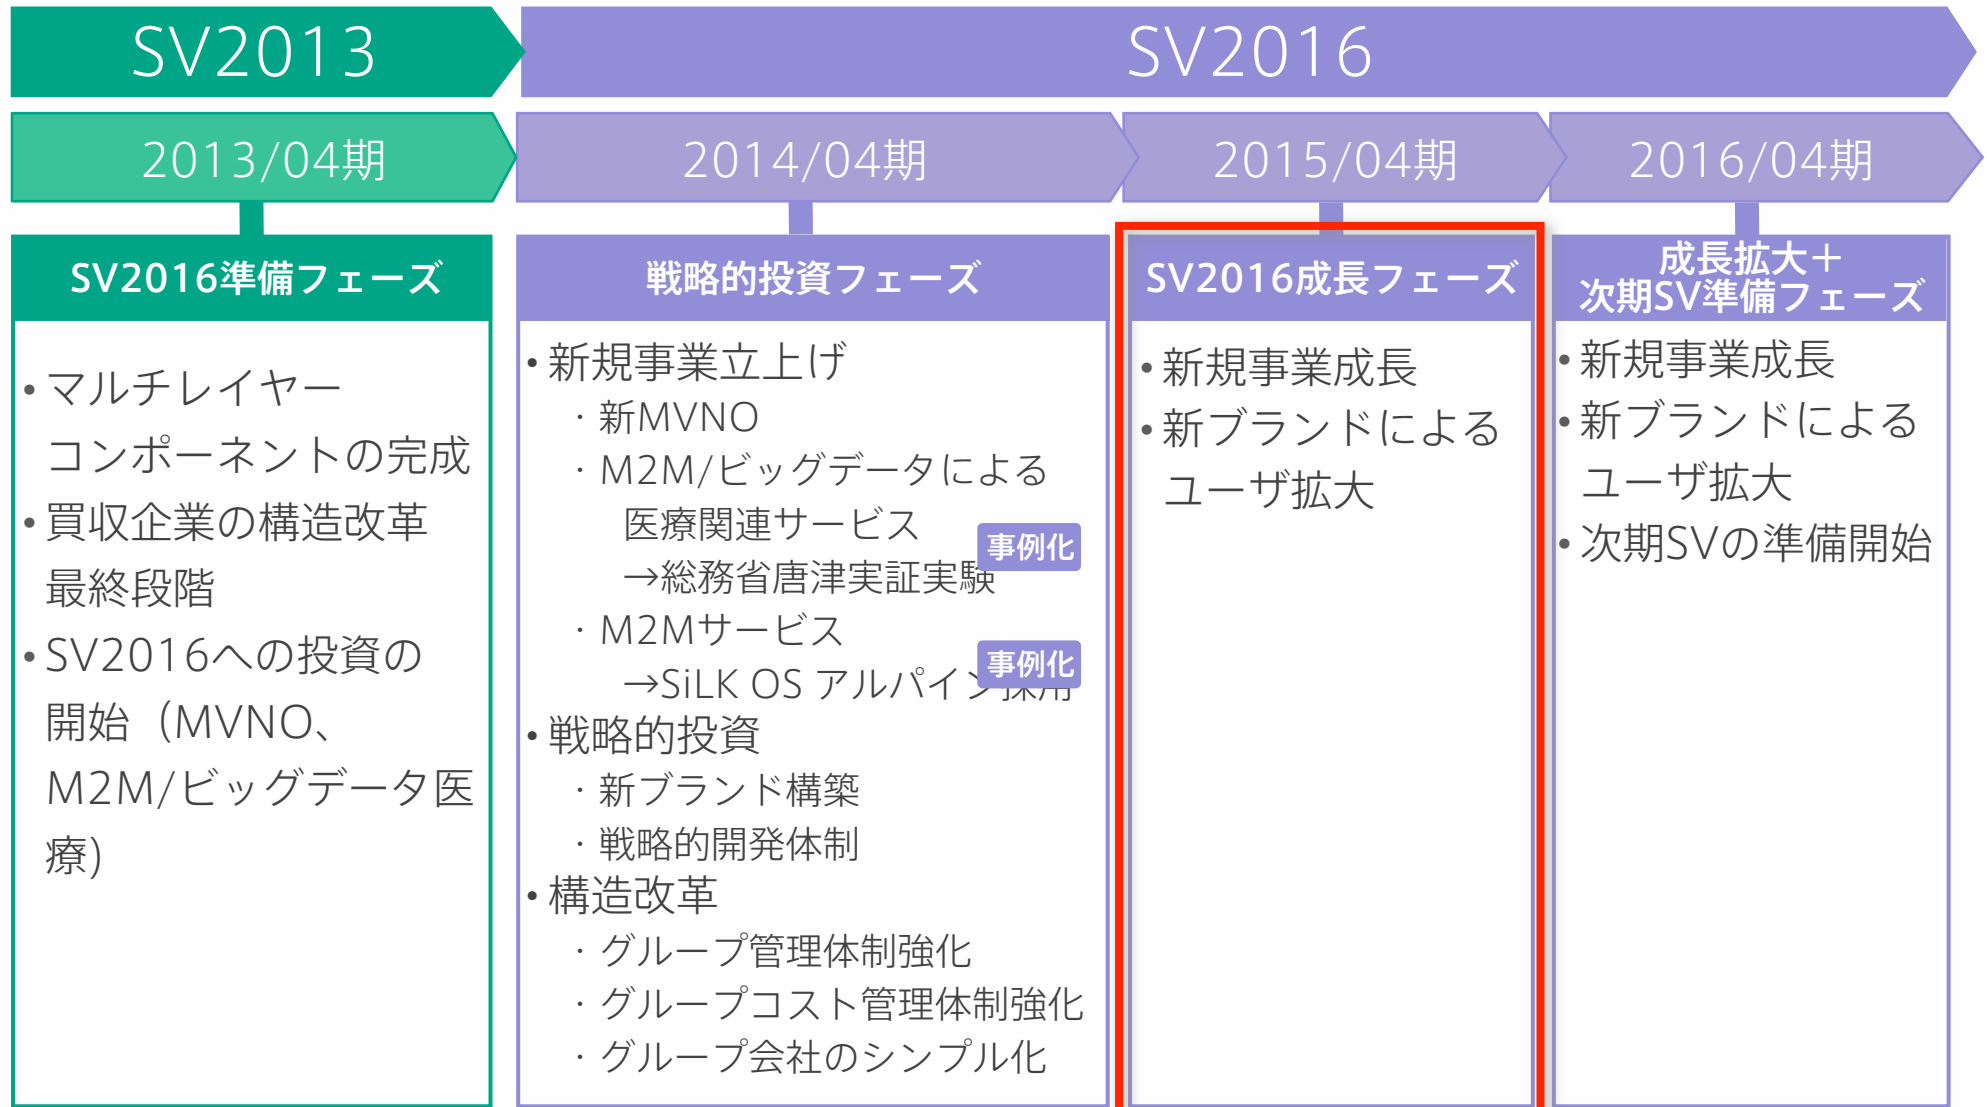 SV2013
SV2016
2013/04期
2014/04期
2015/04期
2016/04期
SV2016準備フェーズ
・マルチレイヤー
コンポーネントの完成
・買収企業の構造改革
最終段階
・SV2016への投資の
開始（MVNO、
M2M/ビッグデータ医
療)
戦略的投資フェーズ
・新規事業立上げ
・新MVNO
・M2M/ビッグデータによる
医療関連サービス
事例化
→総務省唐津実証実験
・M2Mサービス
事例化
→SiLK OS アルパイン採用
・戦略的投資
・新ブランド構築
・戦略的開発体制
・構造改革
・グループ管理体制強化
・グループコスト管理体制強化
・グループ会社のシンプル化
SV2016成長フェーズ
・新規事業成長
・新ブランドによる
ユーザ拡大
成長拡大＋
次期SV準備フェーズ
・新規事業成長
・新ブランドによる
ユーザ拡大
・次期SVの準備開始